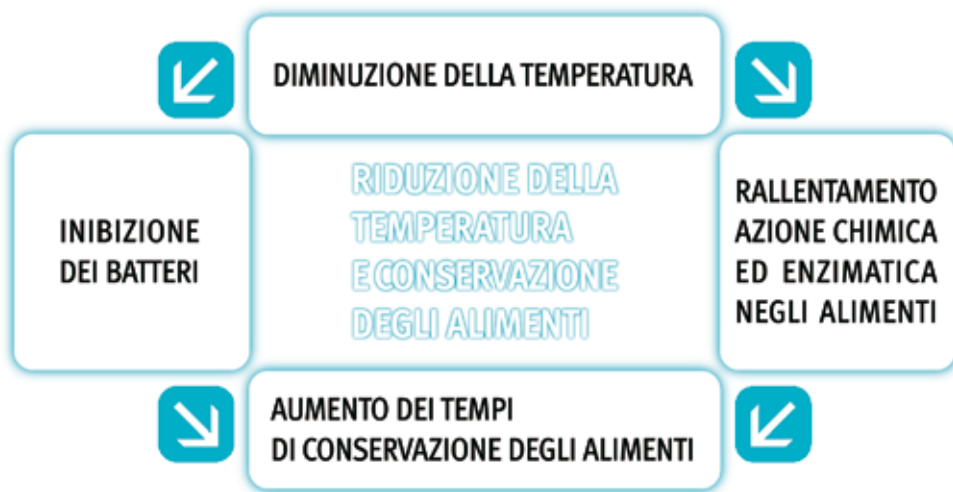 DIMINUZIONE DELLA TEMPERATURA
INIBIZIONE
DEI BATTERI
RIDUZIONE DELLA
TEMPERATURA
E CONSERVAZIONE
DEGLI ALIMENTI
RALLENTAMENTO
AZIONE CHIMICA
ED ENZIMATICA
NEGLI ALIMENTI
AUMENTO DEI TEMPI
DI CONSERVAZIONE DEGLI ALIMENTI